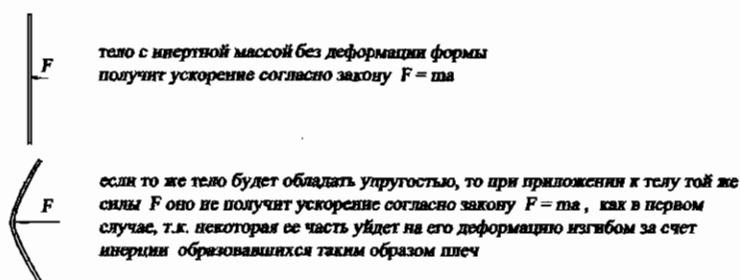 F
тело с инертной массой без деформации формы
получит ускорение согласно закону F = ma
если то же тело будет обладать упругостью, то при приложении к телу той же
F
силы F оно не получит ускорение согласно закону F = ma , как в первом
случае, т.к. некоторая ее часть уйдет на его деформацию изгибом за счет
инерции образовавшихся таким образом плеч